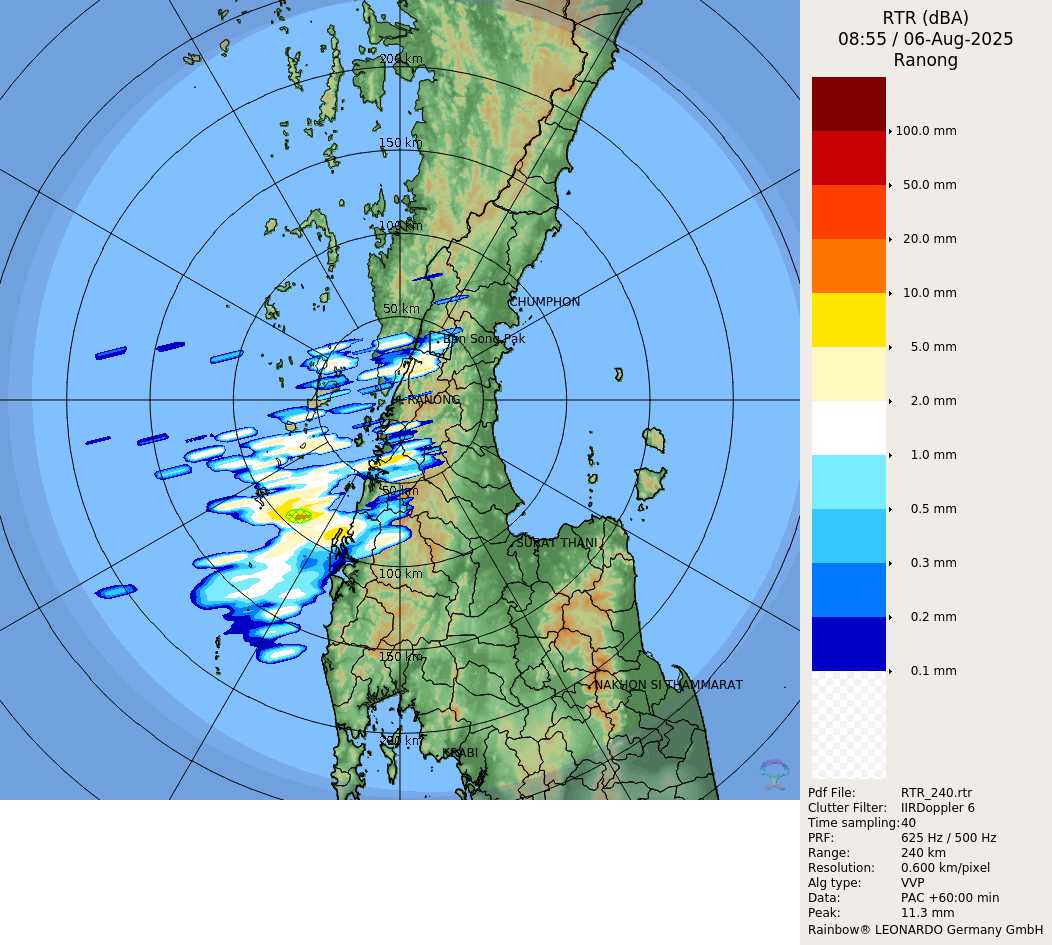 RTR (dBA)
08:55 / 06-Aug-2025
Ranong
200 km
150 km
100 km
50 km
CHUMPHON
Ban Song Pak
RANONG
50 km
SURAT THANI
100 km
150 km
NAKHON SI THAMMARAT
200 km
KRABI
100.0 mm
50.0 mm
20.0 mm
10.0 mm
5.0 mm
2.0 mm
1.0 mm
0.5 mm
0.3 mm
0.2 mm
0.1 mm
Pdf File: RTR_240.rtr
Clutter Filter: IIRDoppler 6
Time sampling:40
PRF: 625 Hz / 500 Hz
Range: 240 km
Resolution: 0.600 km/pixel
Alg type: VVP
Data: PAC +60:00 min
Peak: 11.3 mm
Rainbow® LEONARDO Germany GmbH